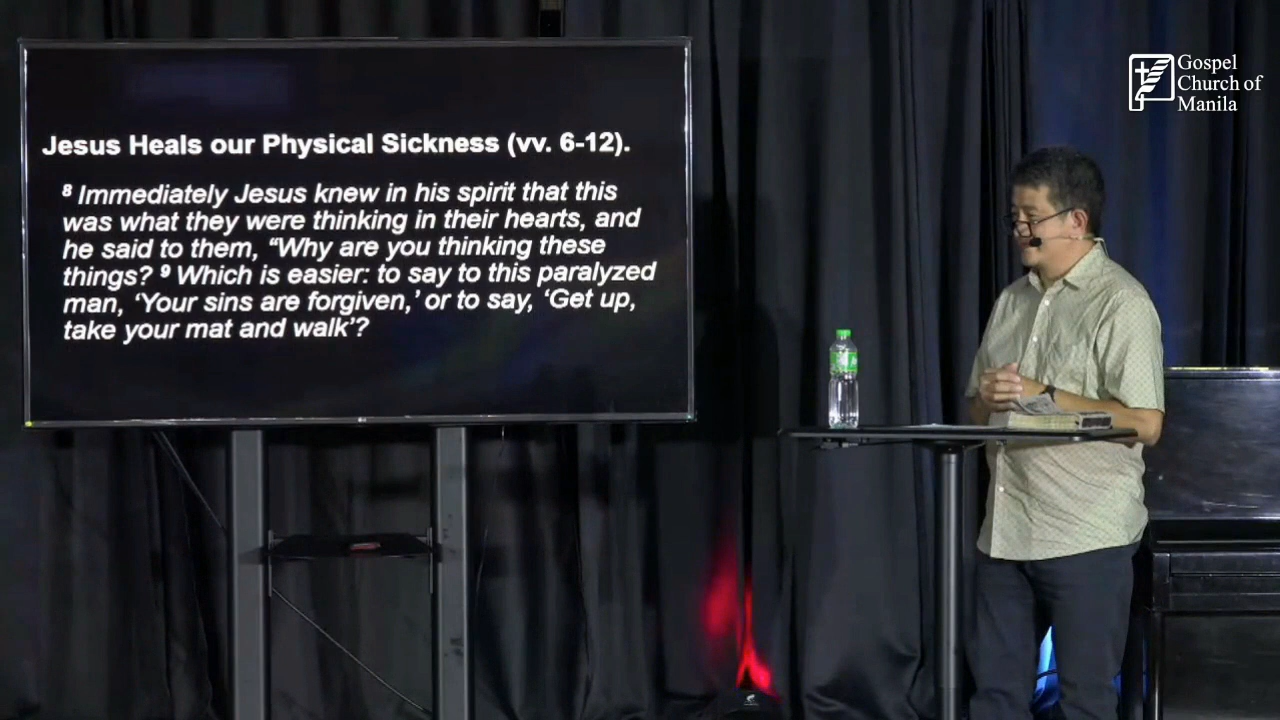 Jesus Heals our Physical Sickness (vv. 6-12).
⁸ Immediately Jesus knew in his spirit that this
was what they were thinking in their hearts, and
he said to them, “Why are you thinking these
things? ⁹ Which is easier: to say to this paralyzed
man, ‘Your sins are forgiven,’ or to say, ‘Get up,
take your mat and walk’?
Gospel
Church of
Manila